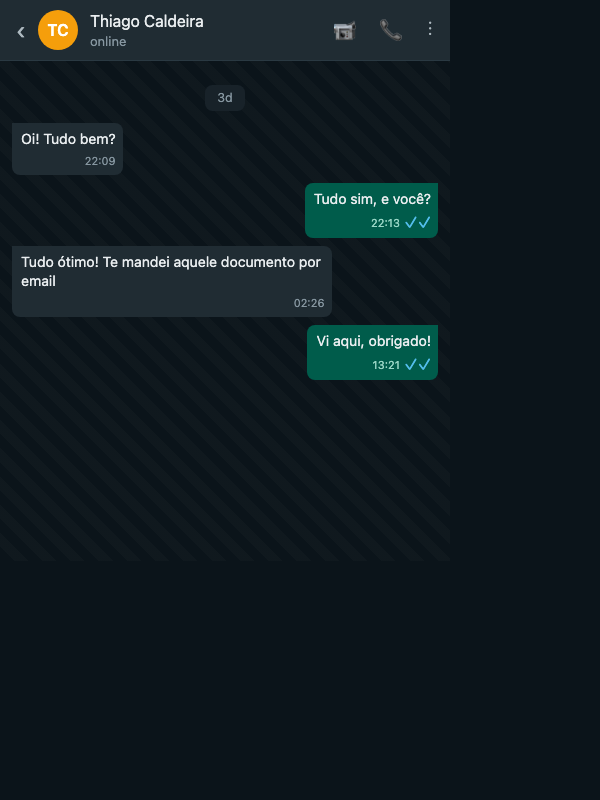 TC
Thiago Caldeira
online
3d
Oi! Tudo bem?
22:09
Tudo sim, e você?
22:13
Tudo ótimo! Te mandei aquele documento por
email
02:26
Vi aqui, obrigado!
13:21